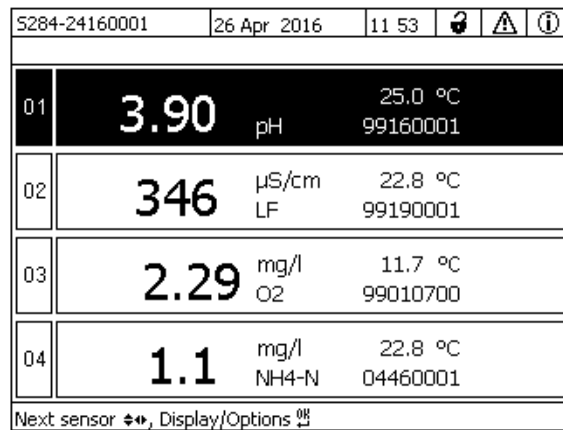 S284-24160001 26 Apr 2016 11 53
01 3.90 pH 25.0 °C 99160001
02 346 µS/cm LF 22.8 °C 99190001
03 2.29 mg/l O2 11.7 °C 99010700
04 1.1 mg/l NH4-N 22.8 °C 04460001
Next sensor, Display/Options OK